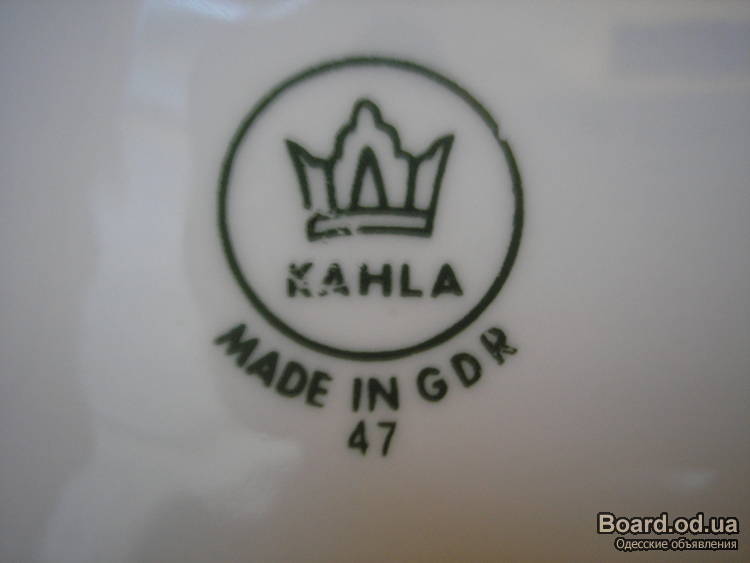 KAHLA
MADE IN GDR
47
Board.od.ua
Одесские объявления